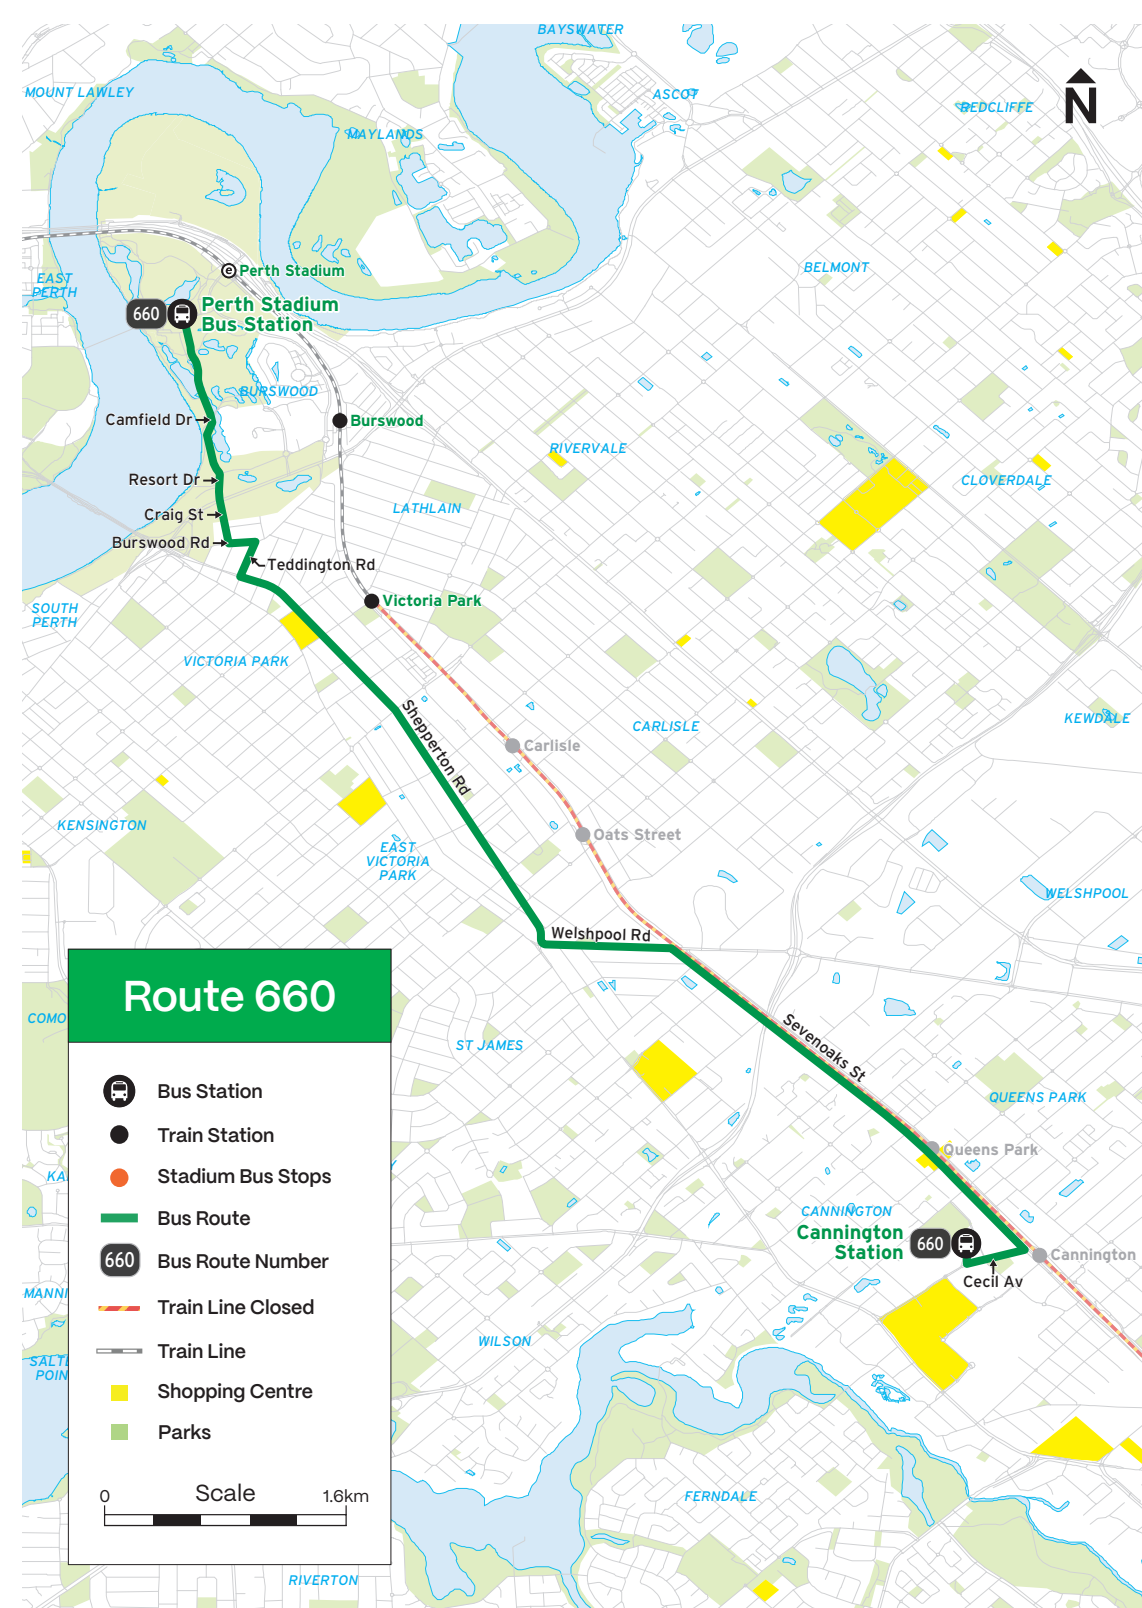 BAYSWATER
MOUNT LAWLEY
ASCOT
REDCLIFFE
N
MAYLANDS
EAST
PERTH
e
Perth Stadium
BELMONT
660
Perth Stadium
Bus Station
BURSWOOD
Camfield Dr
Burswood
RIVERVALE
Resort Dr
CLOVERDALE
LATHLAIN
Craig St
Burswood Rd
Teddington Rd
SOUTH
PERTH
Victoria Park
VICTORIA PARK
Shepperton Rd
CARLISLE
KEWDALE
Carlisle
KENSINGTON
Oats Street
EAST
VICTORIA
PARK
WELSHPOOL
Welshpool Rd
COMO
ST JAMES
Sevenoaks St
QUEENS PARK
Queens Park
KA
Y
CANNINGTON
Cannington
Station
660
Cannington
Cecil Av
MANNI
WILSON
SALTE
POIN
FERNDALE
RIVERTON
Route 660
Bus Station
Train Station
Stadium Bus Stops
Bus Route
660
Bus Route Number
Train Line Closed
Train Line
Shopping Centre
Parks
Scale
0
1.6km